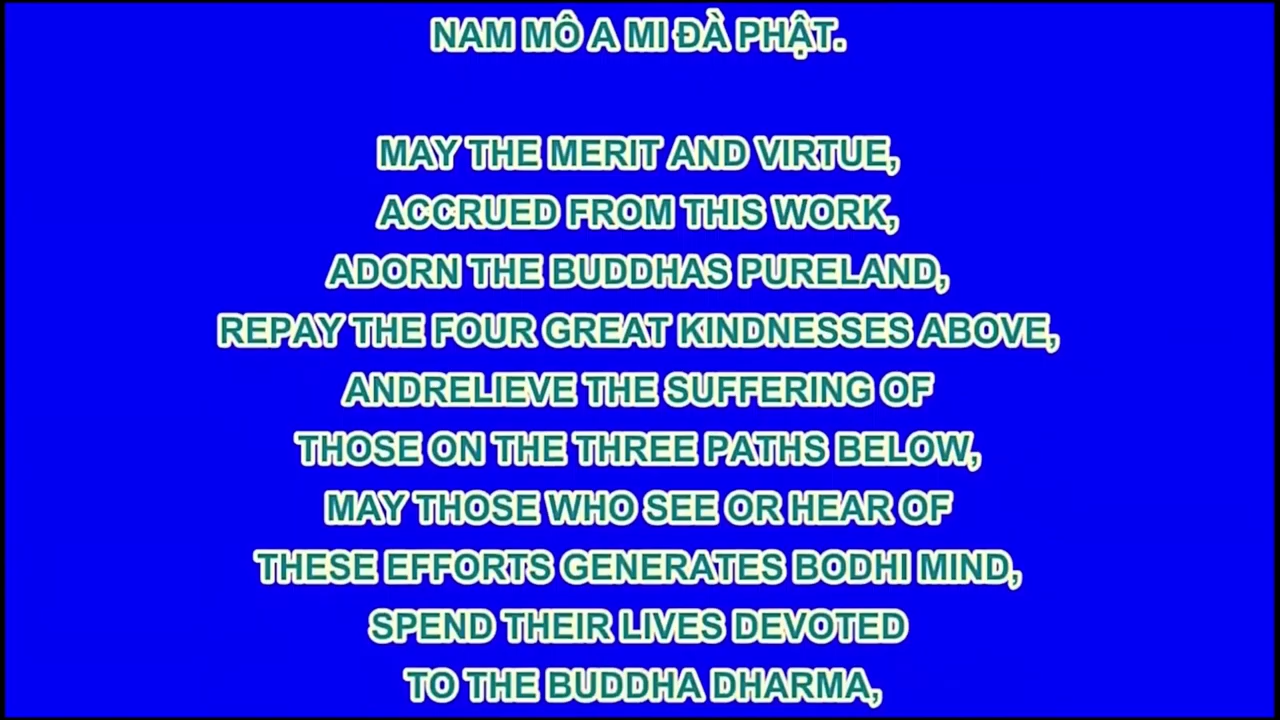 NAM MÔ A MI ĐÀ PHẬT.
MAY THE MERIT AND VIRTUE,
ACCRUED FROM THIS WORK,
ADORN THE BUDDHAS PURELAND,
REPAY THE FOUR GREAT KINDNESSES ABOVE,
ANDRELIEVE THE SUFFERING OF
THOSE ON THE THREE PATHS BELOW,
MAY THOSE WHO SEE OR HEAR OF
THESE EFFORTS GENERATES BODHI MIND,
SPEND THEIR LIVES DEVOTED
TO THE BUDDHA DHARMA,